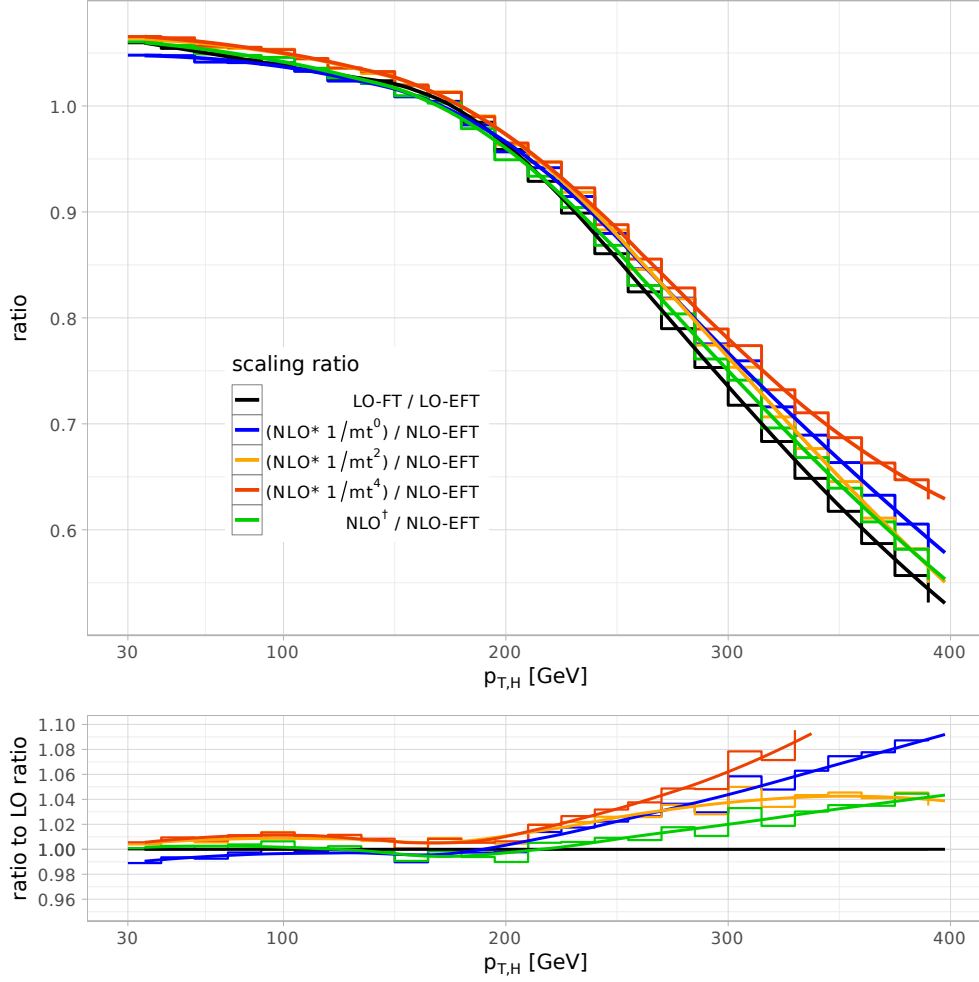 1.0
0.9
0.8
0.7
0.6
ratio
scaling ratio
LO-FT / LO-EFT
(NLO* 1/mt⁰) / NLO-EFT
(NLO* 1/mt²) / NLO-EFT
(NLO* 1/mt⁴) / NLO-EFT
NLO† / NLO-EFT
30 100 200 300 400
p_T,H [GeV]
1.10
1.08
1.06
1.04
1.02
1.00
0.98
0.96
ratio to LO ratio
30 100 200 300 400
p_T,H [GeV]